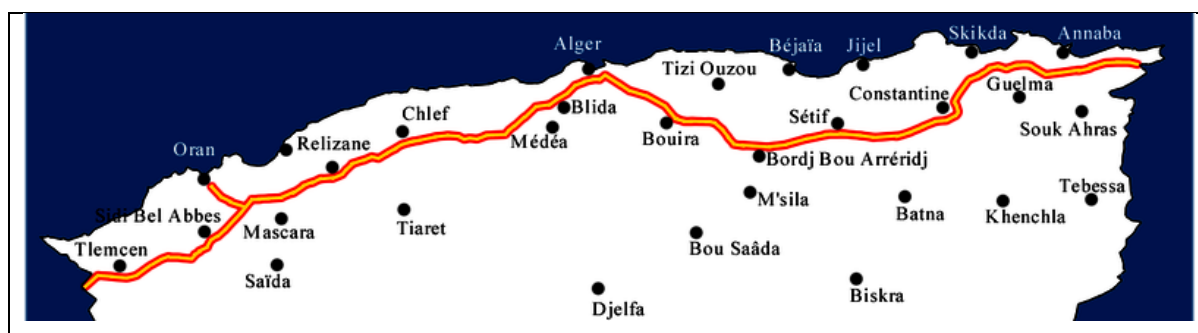 Alger
Skikda
Annaba
Béjaïa
Jijel
Tizi Ouzou
Guelma
Constantine
Blida
Chlef
Sétif
Souk Ahras
Médéa
Bouira
Relizane
Oran
Bordj Bou Arréridj
Tebessa
M'sila
Sidi Bel Abbes
Batna
Khenchla
Mascara
Tiaret
Tlemcen
Bou Saâda
Saïda
Biskra
Djelfa